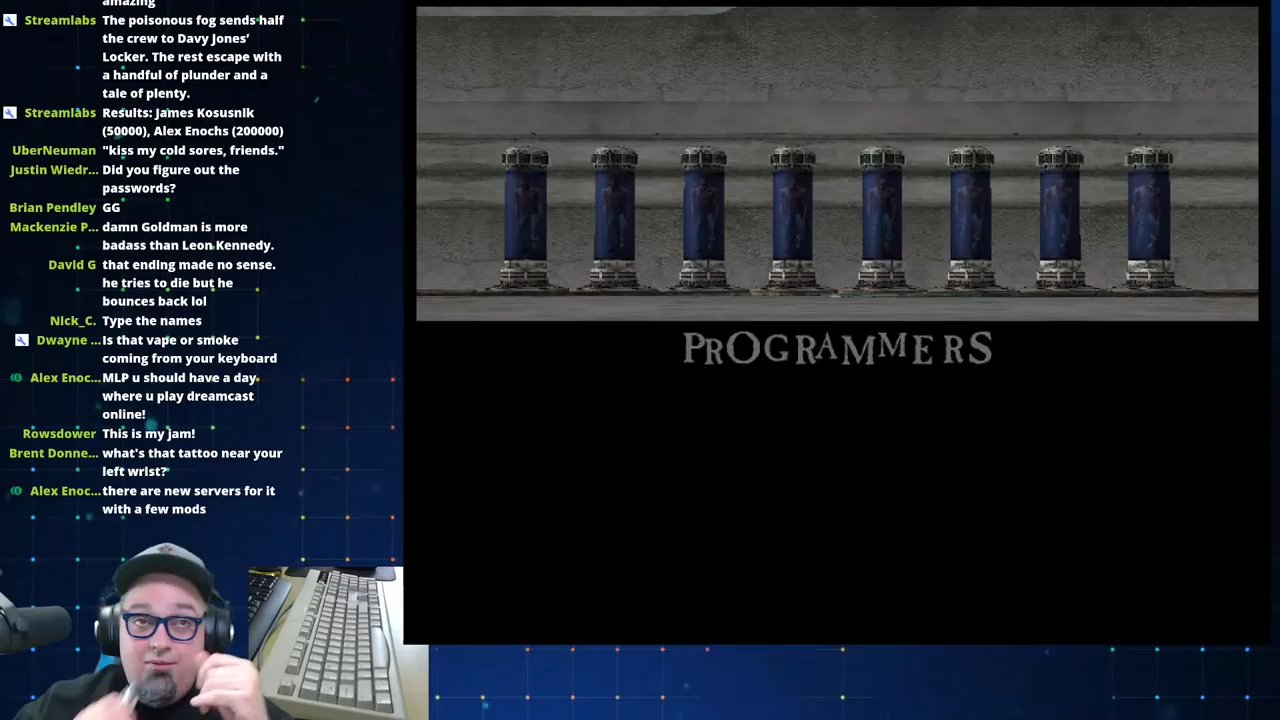 amazing
Streamlabs The poisonous fog sends half
the crew to Davy Jones'
Locker. The rest escape with
a handful of plunder and a
tale of plenty.
Streamlabs Results: James Kosusnik
(50000), Alex Enochs (200000)
UberNeuman "kiss my cold sores, friends."
Justin Wiedr... Did you figure out the
passwords?
Brian Pendley GG
Mackenzie P... damn Goldman is more
badass than Leon Kennedy.
David G that ending made no sense.
he tries to die but he
bounces back lol
Nick_C. Type the names
Dwayne ... Is that vape or smoke
coming from your keyboard
Alex Enoc... MLP u should have a day
where u play dreamcast
online!
Rowsdower This is my jam!
Brent Donne... what's that tattoo near your
left wrist?
Alex Enoc... there are new servers for it
with a few mods
PROGRAMMERS